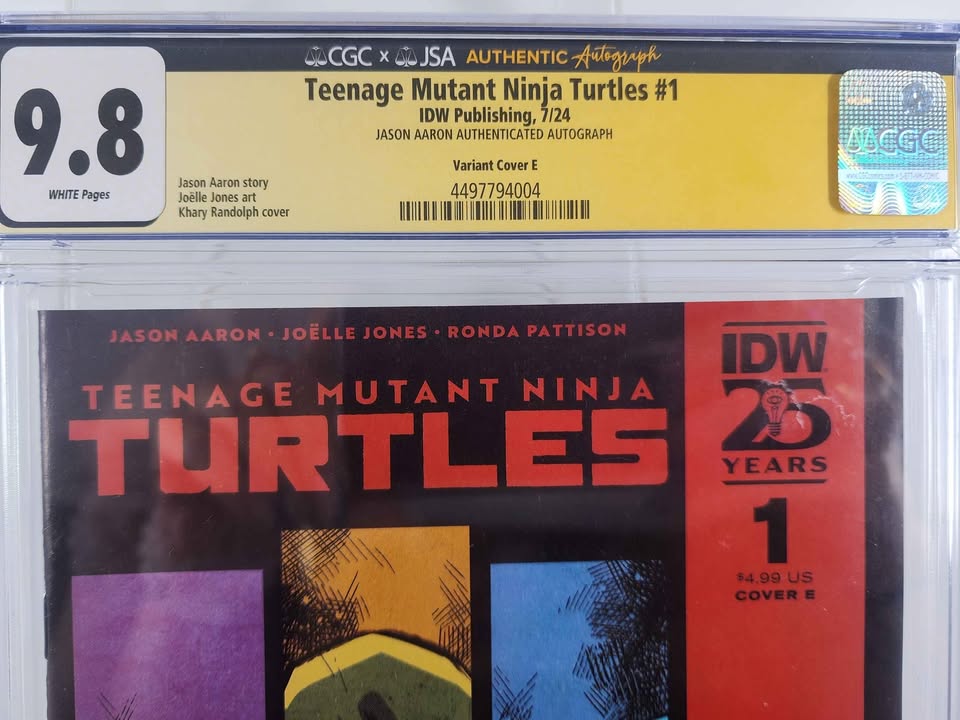 CGC x JSA AUTHENTIC Autograph
9.8
WHITE Pages
Teenage Mutant Ninja Turtles #1
IDW Publishing, 7/24
JASON AARON AUTHENTICATED AUTOGRAPH
Variant Cover E
4497794004
Jason Aaron story
Joëlle Jones art
Khary Randolph cover
CGC
JASON AARON • JOËLLE JONES • RONDA PATTISON
TEENAGE MUTANT NINJA
TURTLES
IDW
25
YEARS
1
$4.99 US
COVER E